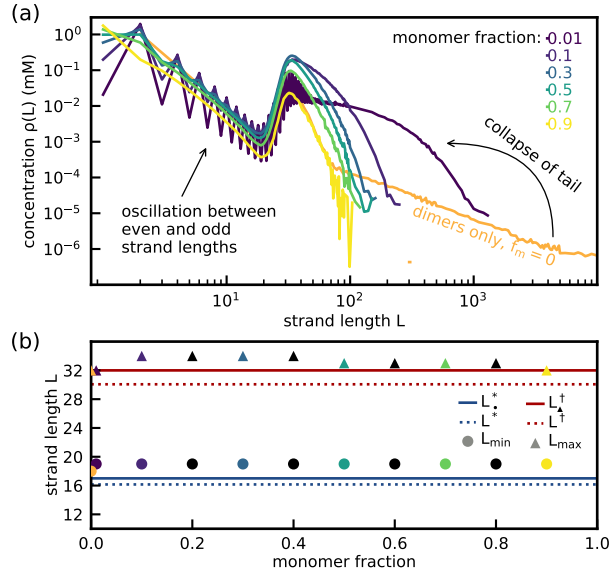 (a)
concentration ρ(L) (mM)
10^0
10^-1
10^-2
10^-3
10^-4
10^-5
10^-6
monomer fraction:
0.01
0.1
0.3
0.5
0.7
0.9
collapse of tail
oscillation between
even and odd
strand lengths
dimers only, f_m = 0
10^1
10^2
10^3
strand length L
(b)
strand length L
32
28
24
20
16
12
L^*_•
L^*
L_min
L^†_▲
L^†
L_max
0.0
0.2
0.4
0.6
0.8
1.0
monomer fraction